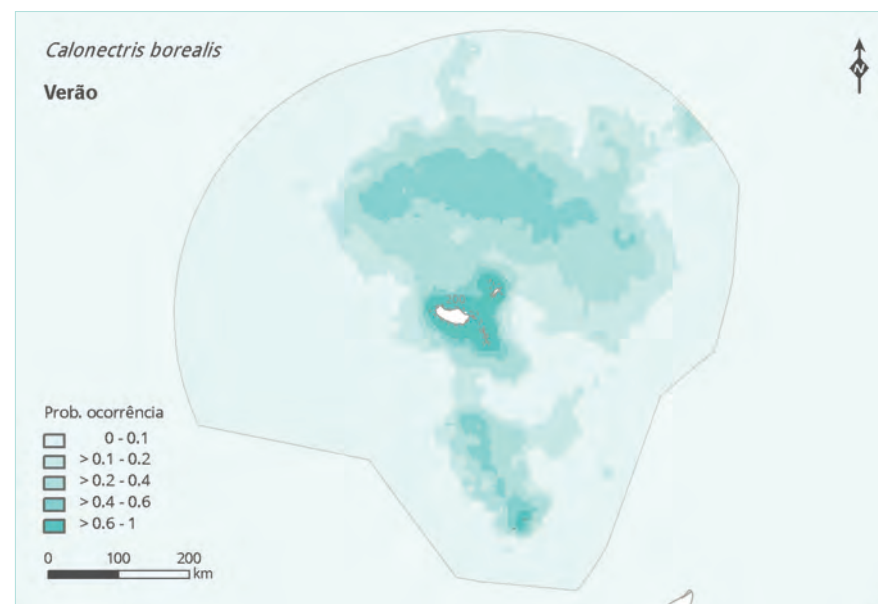 Calonectris borealis
Verão
N
Prob. ocorrência
0 - 0.1
> 0.1 - 0.2
> 0.2 - 0.4
> 0.4 - 0.6
> 0.6 - 1
0 100 200
km